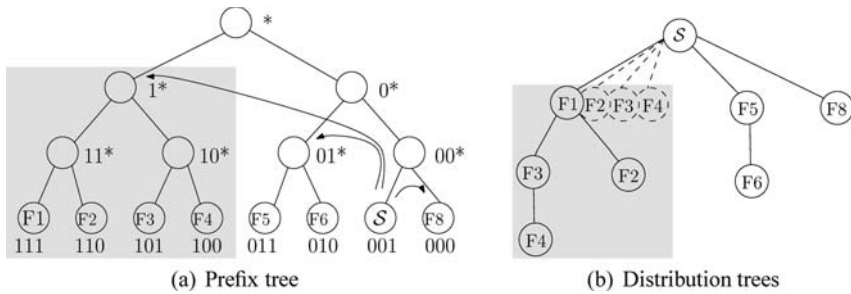 *
1*
0*
11*
10*
01*
00*
F1 F2 F3 F4 F5 F6 S F8
111 110 101 100 011 010 001 000
(a) Prefix tree
S
F1 F2 F3 F4 F5 F8
F3 F2 F6
F4
(b) Distribution trees